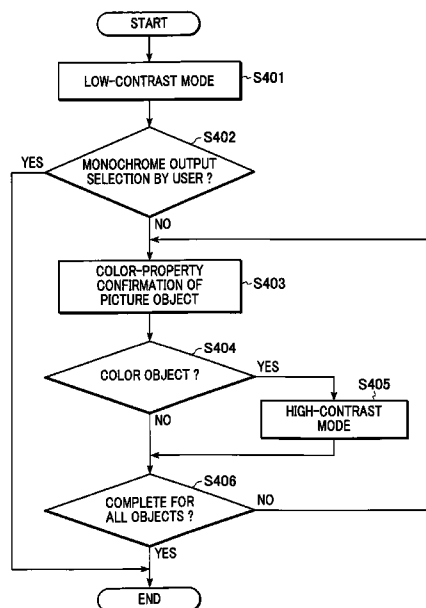 START
LOW-CONTRAST MODE
S401
S402
YES
MONOCHROME OUTPUT
SELECTION BY USER ?
NO
COLOR-PROPERTY
CONFIRMATION OF
PICTURE OBJECT
S403
S404
COLOR OBJECT ?
YES
S405
HIGH-CONTRAST
MODE
NO
S406
COMPLETE FOR
ALL OBJECTS ?
NO
YES
END